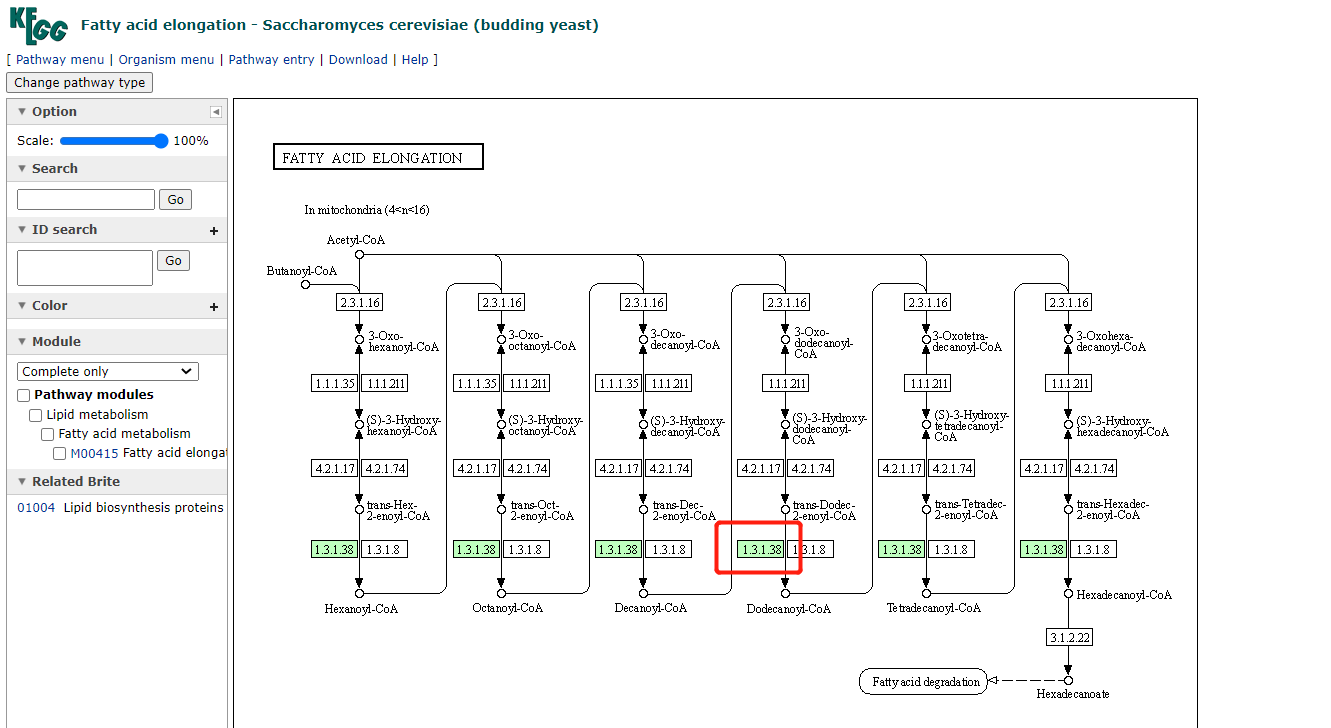 KEGG
Fatty acid elongation - Saccharomyces cerevisiae (budding yeast)
[ Pathway menu | Organism menu | Pathway entry | Download | Help ]
Change pathway type
▼ Option
Scale: 100%
▼ Search
Go
▼ ID search +
Go
▼ Color +
▼ Module
Complete only
Pathway modules
Lipid metabolism
Fatty acid metabolism
M00415 Fatty acid elongat
▼ Related Brite
01004 Lipid biosynthesis proteins
FATTY ACID ELONGATION
In mitochondria (4<n<16)
Acetyl-CoA
Butanoyl-CoA
2.3.1.16 2.3.1.16 2.3.1.16 2.3.1.16 2.3.1.16 2.3.1.16
3-Oxo-
hexanoyl-CoA
3-Oxo-
octanoyl-CoA
3-Oxo-
decanoyl-CoA
3-Oxo-
dodecanoyl-
CoA
3-Oxotetra-
decanoyl-CoA
3-Oxohexa-
decanoyl-CoA
1.1.1.35 1.1.1.211 1.1.1.35 1.1.1.211 1.1.1.35 1.1.1.211 1.1.1.211 1.1.1.211 1.1.1.211
(S)-3-Hydroxy-
hexanoyl-CoA
(S)-3-Hydroxy-
octanoyl-CoA
(S)-3-Hydroxy-
decanoyl-CoA
(S)-3-Hydroxy-
dodecanoyl-
CoA
(S)-3-Hydroxy-
tetradecanoyl-
CoA
(S)-3-Hydroxy-
hexadecanoyl-CoA
4.2.1.17 4.2.1.74 4.2.1.17 4.2.1.74 4.2.1.17 4.2.1.74 4.2.1.17 4.2.1.74 4.2.1.17 4.2.1.74 4.2.1.17 4.2.1.74
trans-Hex-
2-enoyl-CoA
trans-Oct-
2-enoyl-CoA
trans-Dec-
2-enoyl-CoA
trans-Dodec-
2-enoyl-CoA
trans-Tetradec-
2-enoyl-CoA
trans-Hexadec-
2-enoyl-CoA
1.3.1.38 1.3.1.8 1.3.1.38 1.3.1.8 1.3.1.38 1.3.1.8 1.3.1.38 1.3.1.8 1.3.1.38 1.3.1.8 1.3.1.38 1.3.1.8
Hexanoyl-CoA
Octanoyl-CoA
Decanoyl-CoA
Dodecanoyl-CoA
Tetradecanoyl-CoA
Hexadecanoyl-CoA
3.1.2.22
Fatty acid degradation
Hexadecanoate